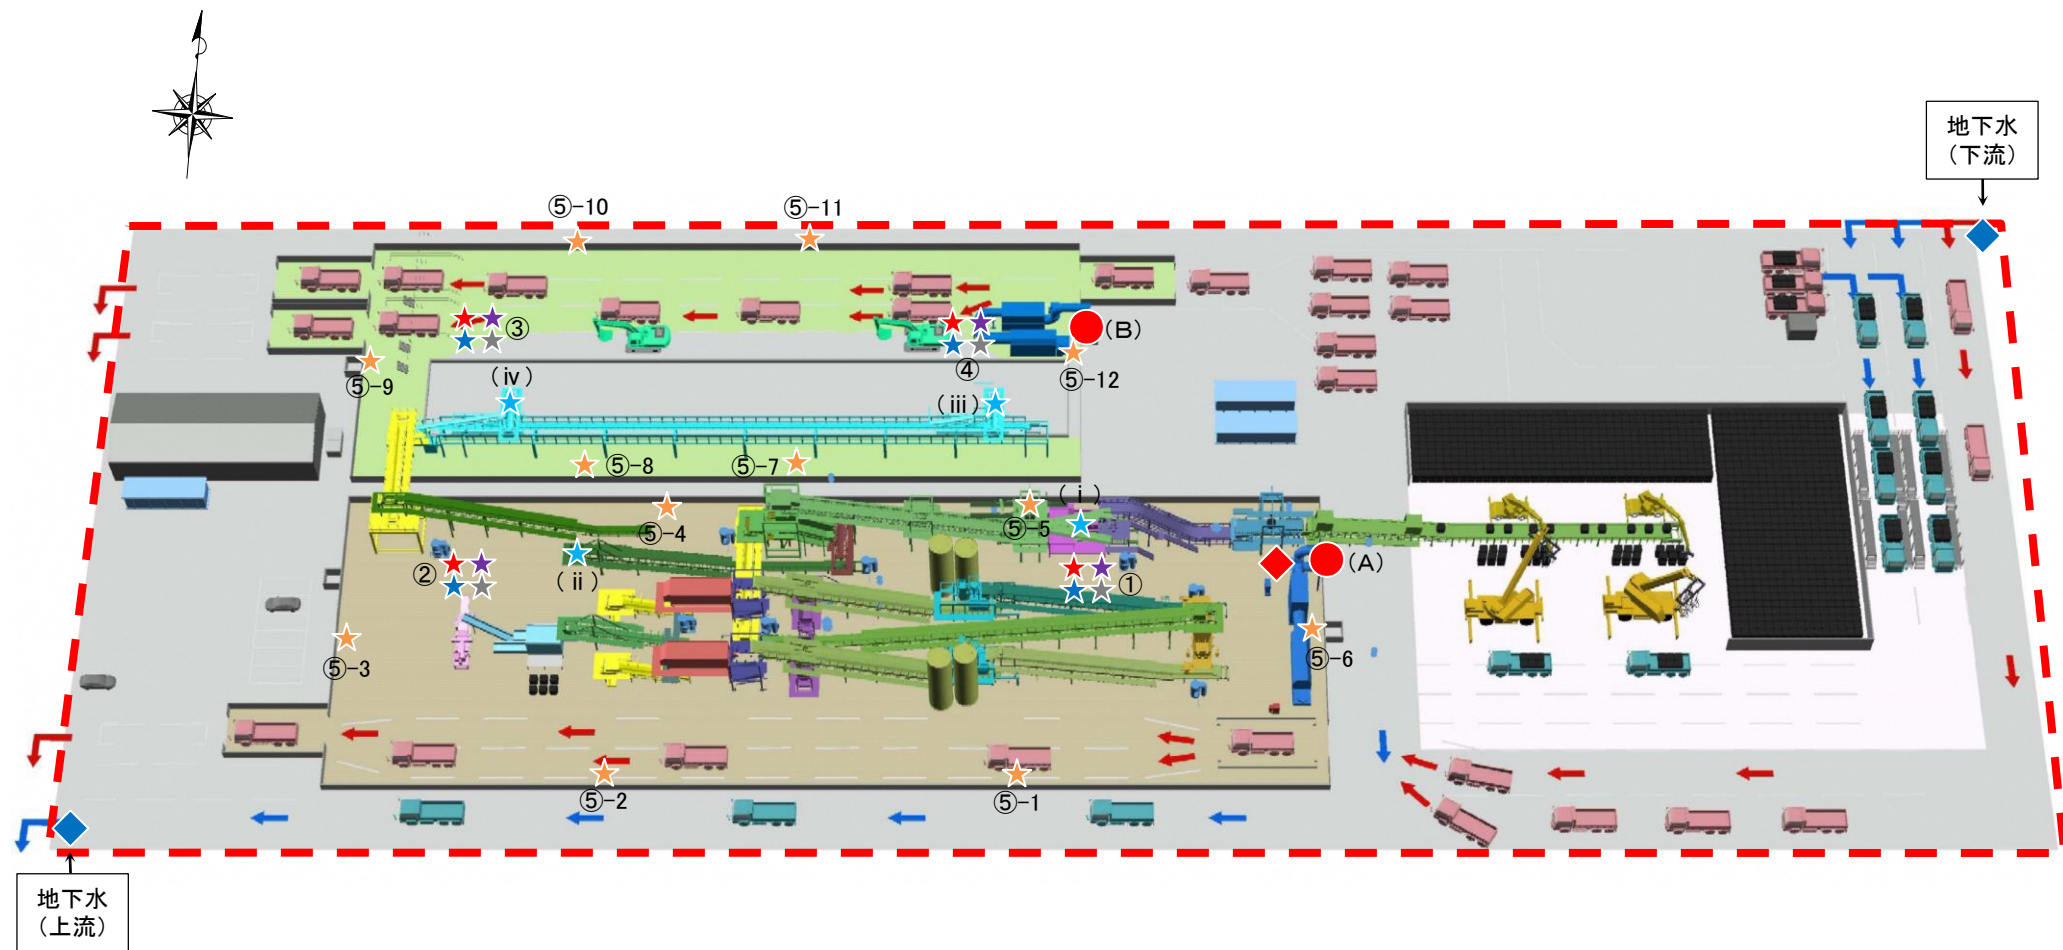 地下水
(下流)
⑤-10
⑤-11
③
(B)
④
⑤-9
(iv)
(iii)
⑤-12
⑤-8
⑤-7
⑤-4
⑤-5
(i)
②
(ii)
①
(A)
⑤-3
⑤-6
⑤-2
⑤-1
地下水
(上流)